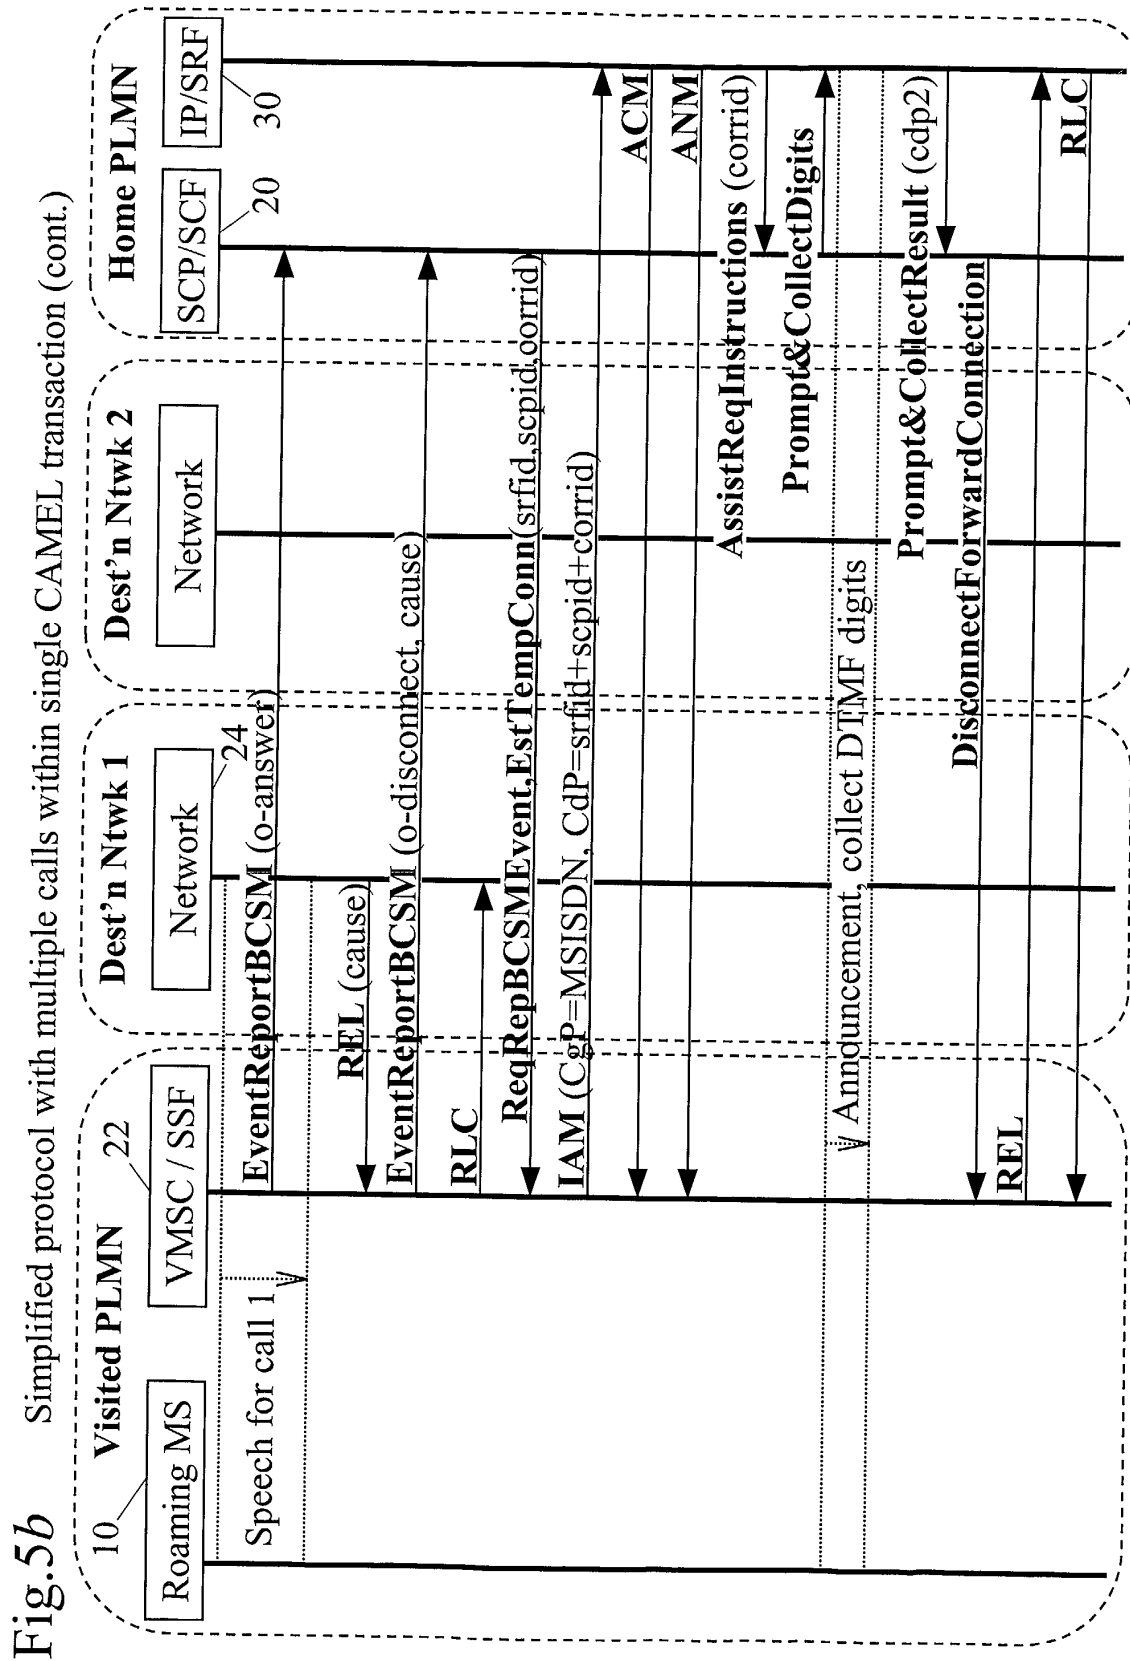 Fig.5b Simplified protocol with multiple calls within single CAMEL transaction (cont.)
Visited PLMN
Dest'n Ntwk 1
Dest'n Ntwk 2
Home PLMN
10
22
Roaming MS
VMSC / SSF
Network
Network
SCP/SCF
IP/SRF
24
20
30
Speech for call 1
EventReportBCSM (o-answer)
REL (cause)
EventReportBCSM (o-disconnect, cause)
RLC
ReqRepBCSMEvent,EstTempConn(srfid,scpid,corrid)
IAM (CgP=MSISDN, CdP=srfid+scpid+corrid)
ACM
ANM
AssistReqInstructions (corrid)
Prompt&CollectDigits
Announcement, collect DTMF digits
Prompt&CollectResult (cdp2)
DisconnectForwardConnection
REL
RLC